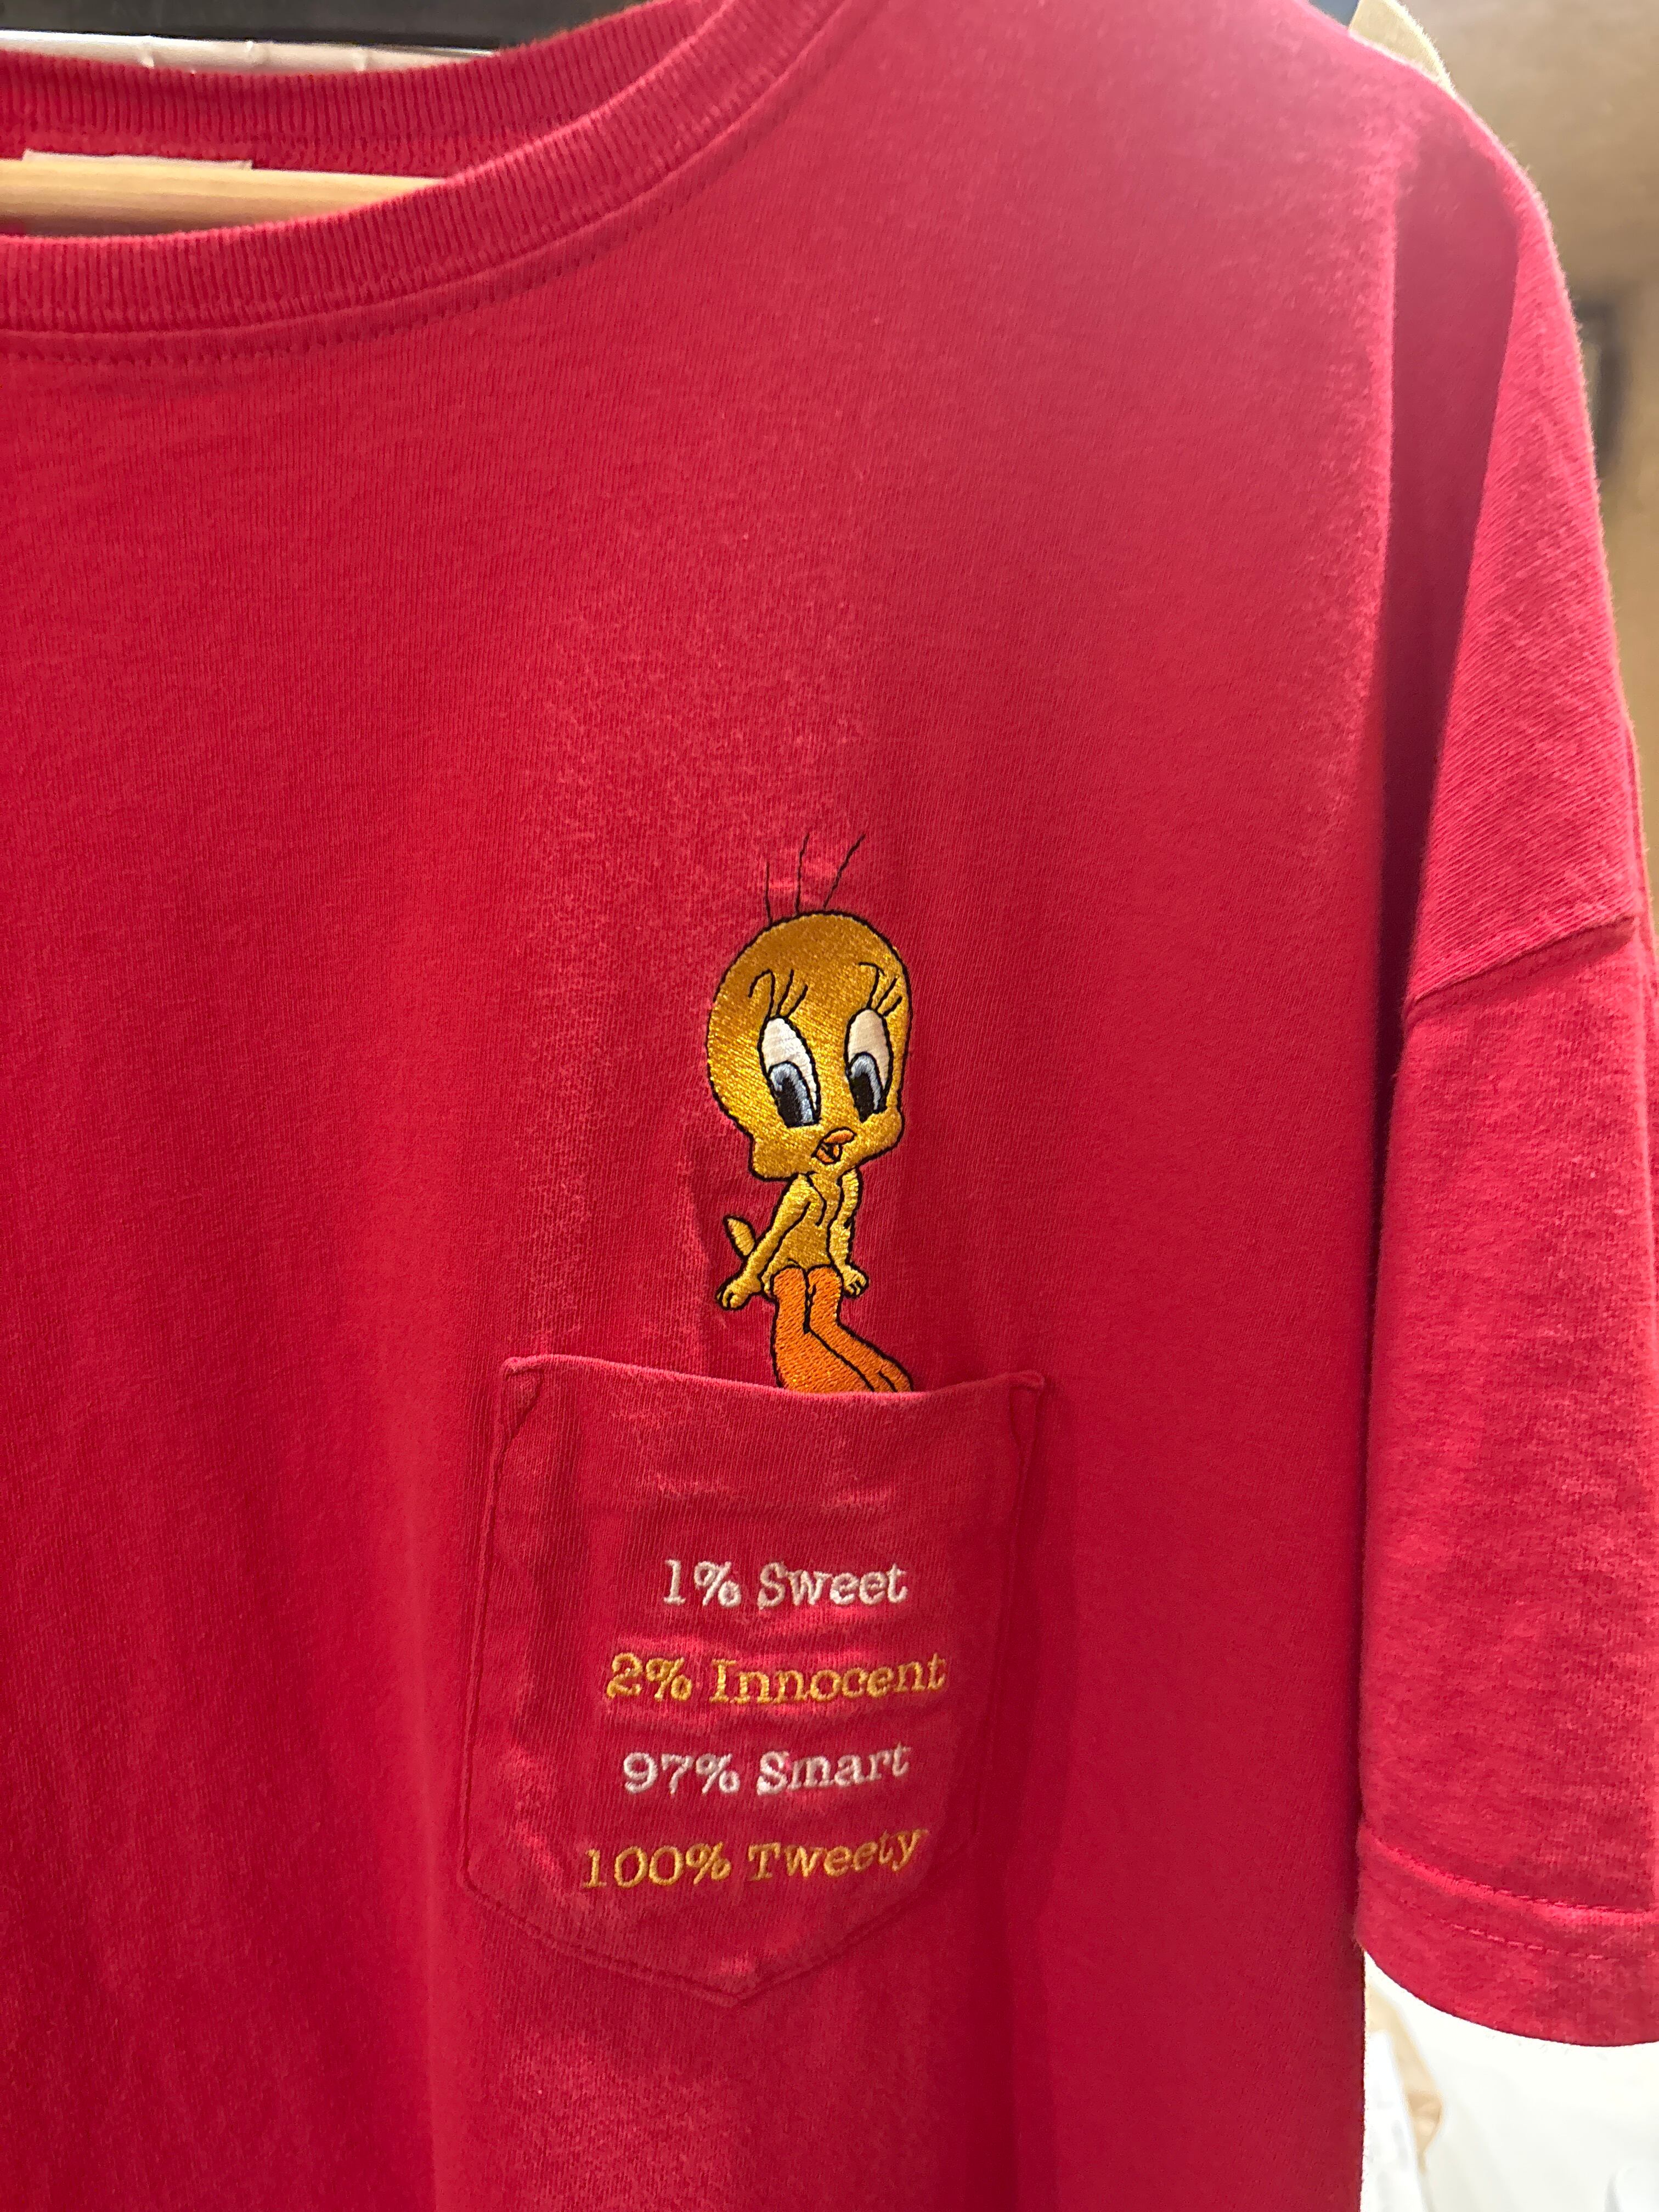 1% Sweet
2% Innocent
97% Smart
100% Tweety